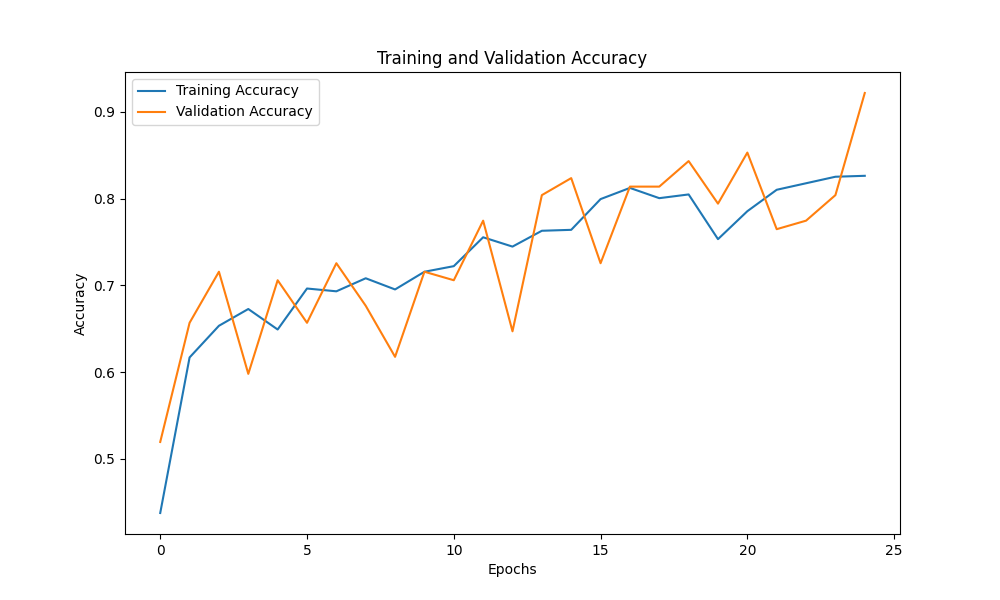 Training and Validation Accuracy
Training Accuracy
Validation Accuracy
Accuracy
0.9
0.8
0.7
0.6
0.5
0 5 10 15 20 25
Epochs